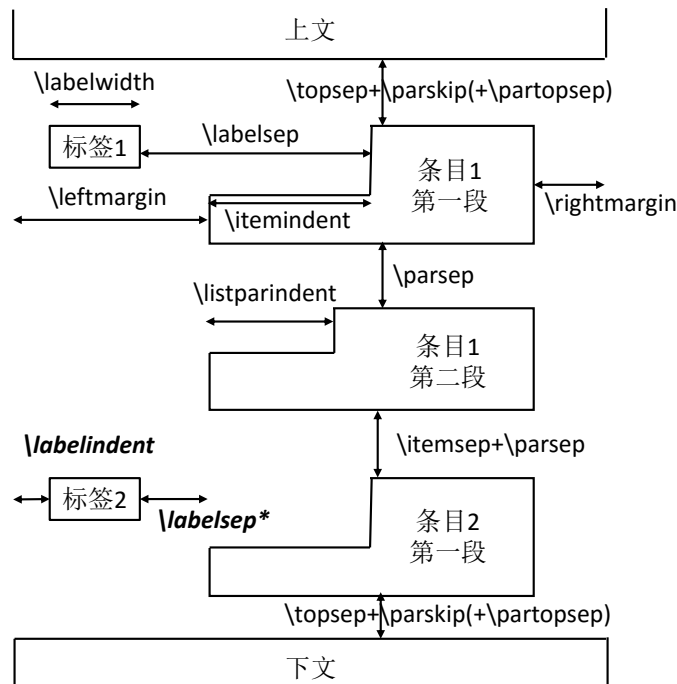 上文
\labelwidth
\topsep+\parskip(+\partopsep)
标签1
\labelsep
条目1
第一段
\leftmargin
\itemindent
\rightmargin
\parsep
\listparindent
条目1
第二段
\labelindent
\itemsep+\parsep
标签2
\labelsep*
条目2
第一段
\topsep+\parskip(+\partopsep)
下文